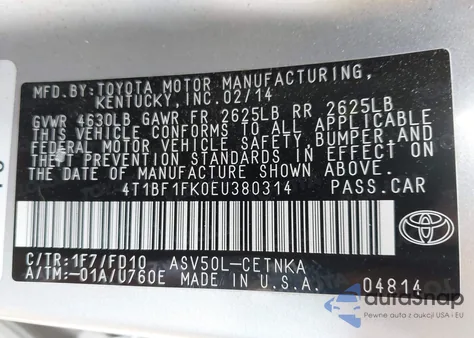 MFD.BY:TOYOTA MOTOR MANUFACTURING,
KENTUCKY, INC.02/14
GVWR 4630LB GAWR FR 2625LB RR 2625LB
THIS VEHICLE CONFORMS TO ALL APPLICABLE
FEDERAL MOTOR VEHICLE SAFETY,BUMPER AND
THEFT PREVENTION STANDARDS IN EFFECT ON
THE DATE OF MANUFACTURE SHOWN ABOVE.
4T1BF1FK0EU380314 PASS.CAR
C/TR:1F7/FD10 ASV50L-CETNKA
A/TM:-01A/U760E MADE IN U.S.A.
TOYOTA
04814
autoSnap
Pewne auta z aukcji USA i EU